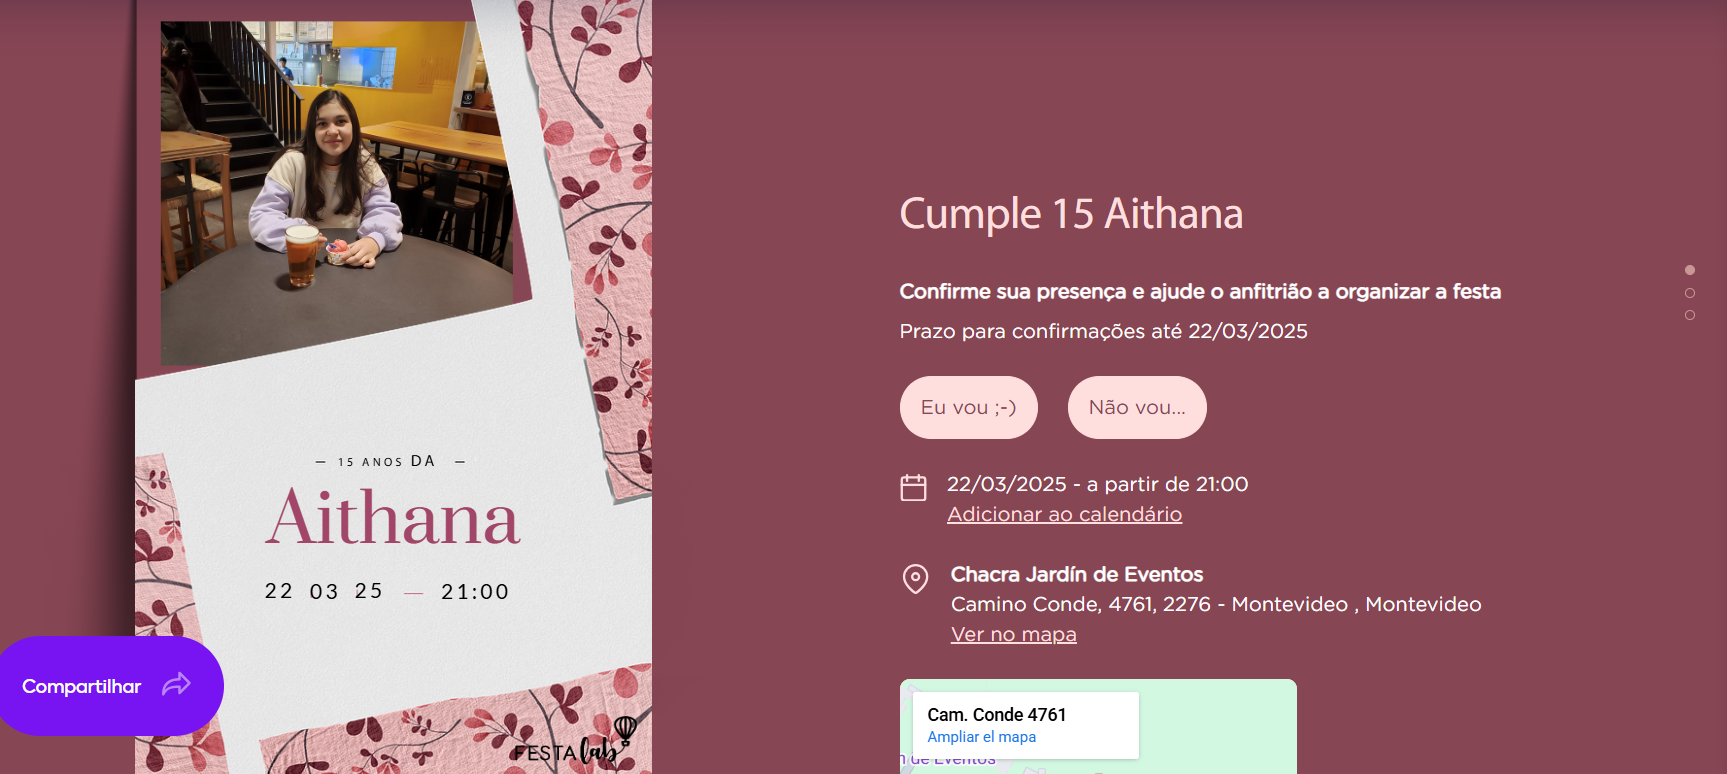 — 15 ANOS DA —
Aithana
22 03 25 — 21:00
FESTA lab
Compartilhar
Cumple 15 Aithana
Confirme sua presença e ajude o anfitrião a organizar a festa
Prazo para confirmações até 22/03/2025
Eu vou ;-)
Não vou...
22/03/2025 - a partir de 21:00
Adicionar ao calendário
Chacra Jardín de Eventos
Camino Conde, 4761, 2276 - Montevideo , Montevideo
Ver no mapa
Cam. Conde 4761
Ampliar el mapa
de Eventos